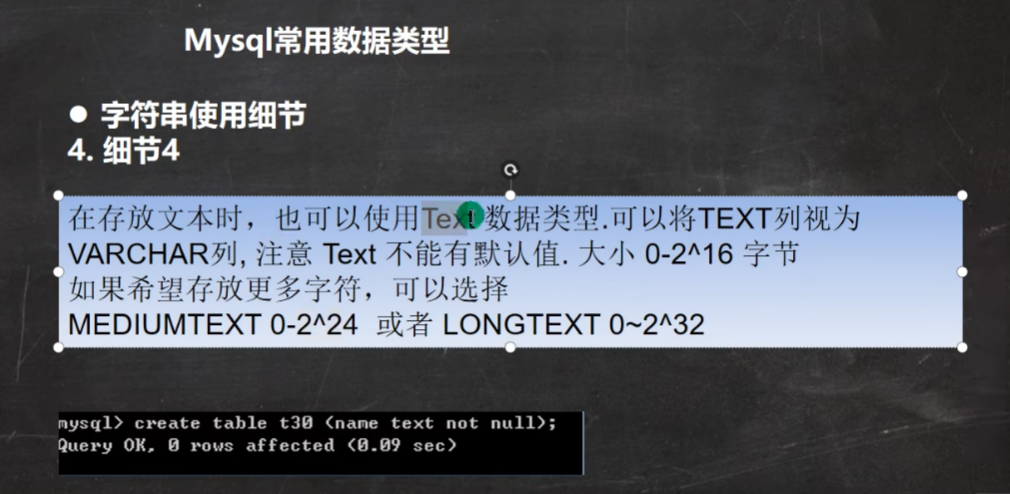 Mysql常用数据类型
● 字符串使用细节
4. 细节4
在存放文本时，也可以使用Text 数据类型.可以将TEXT列视为
VARCHAR列, 注意 Text 不能有默认值. 大小 0-2^16 字节
如果希望存放更多字符，可以选择
MEDIUMTEXT 0-2^24 或者 LONGTEXT 0~2^32
mysql> create table t30 (name text not null);
Query OK, 0 rows affected (0.09 sec)